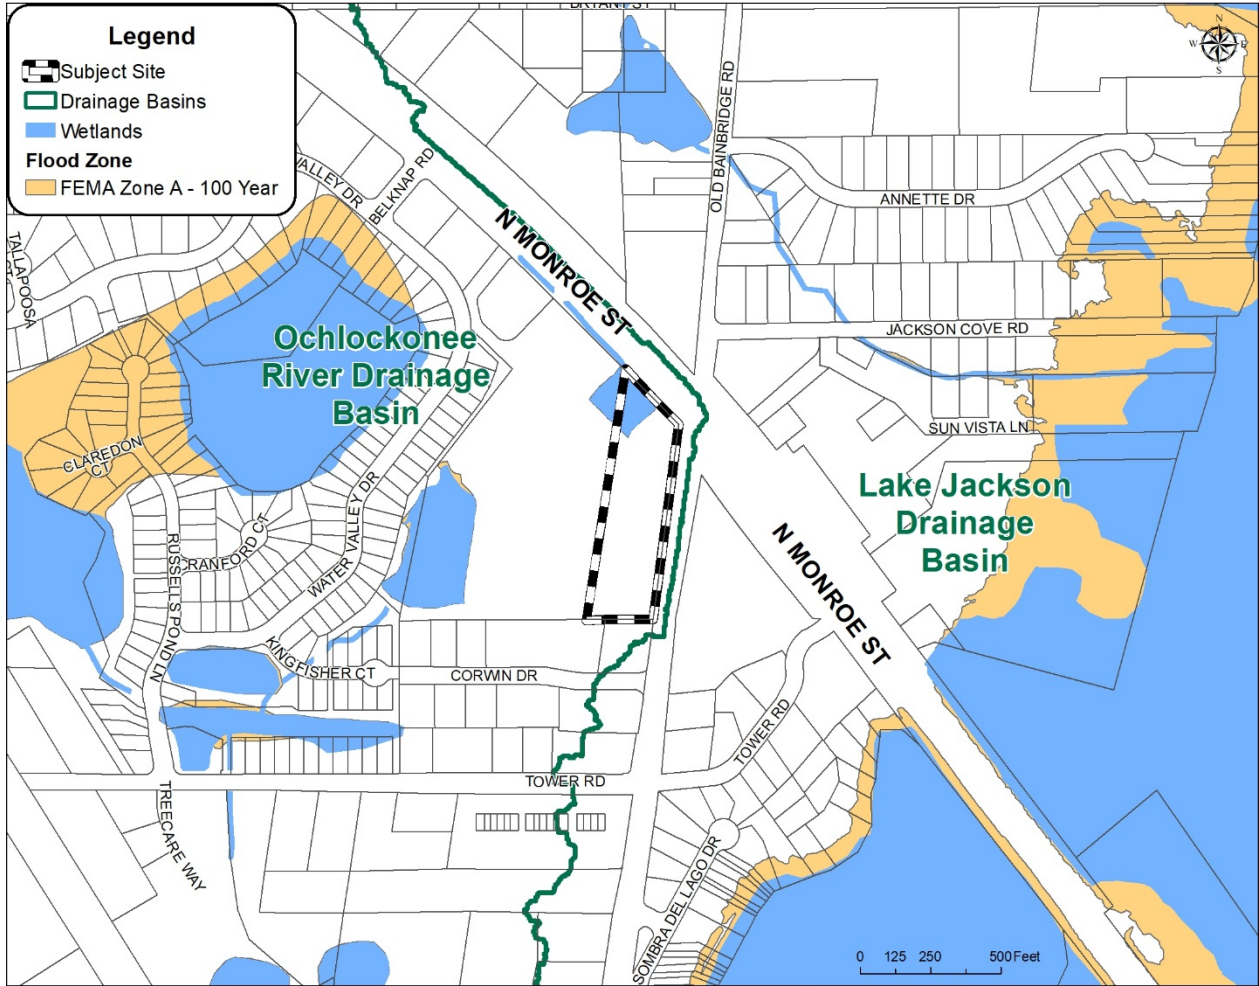 BRYANT ST
Legend
Subject Site
Drainage Basins
Wetlands
Flood Zone
FEMA Zone A - 100 Year
N
W
E
S
OLD BAINBRIDGE RD
VALLEY DR
BELKNAP RD
ANNETTE DR
TALLAPOOSA
N MONROE ST
JACKSON COVE RD
Ochlockonee
River Drainage
Basin
SUN VISTA LN
CLAREDON
CT
Lake Jackson
Drainage
Basin
RUSSELLS POND LN
CRANFORD CT
WATER VALLEY DR
N MONROE ST
KINGFISHER CT
CORWIN DR
TOWER RD
TOWER RD
TREECARE WAY
SOMBRA DEL LAGO DR
0 125 250 500 Feet